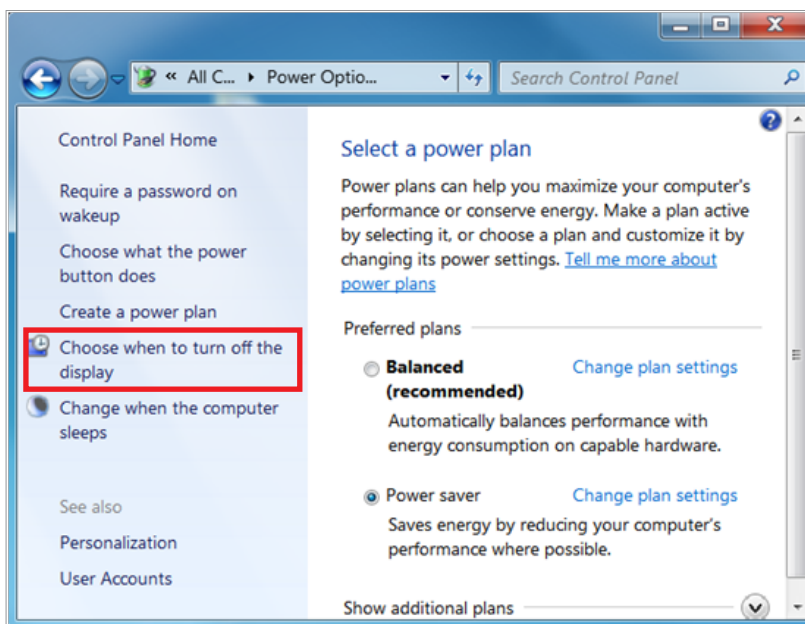 « All C... ▸ Power Optio...
Search Control Panel
Control Panel Home
Require a password on
wakeup
Choose what the power
button does
Create a power plan
Choose when to turn off the
display
Change when the computer
sleeps
See also
Personalization
User Accounts
Select a power plan
Power plans can help you maximize your computer's
performance or conserve energy. Make a plan active
by selecting it, or choose a plan and customize it by
changing its power settings. Tell me more about
power plans
Preferred plans
Balanced Change plan settings
(recommended)
Automatically balances performance with
energy consumption on capable hardware.
Power saver Change plan settings
Saves energy by reducing your computer's
performance where possible.
Show additional plans